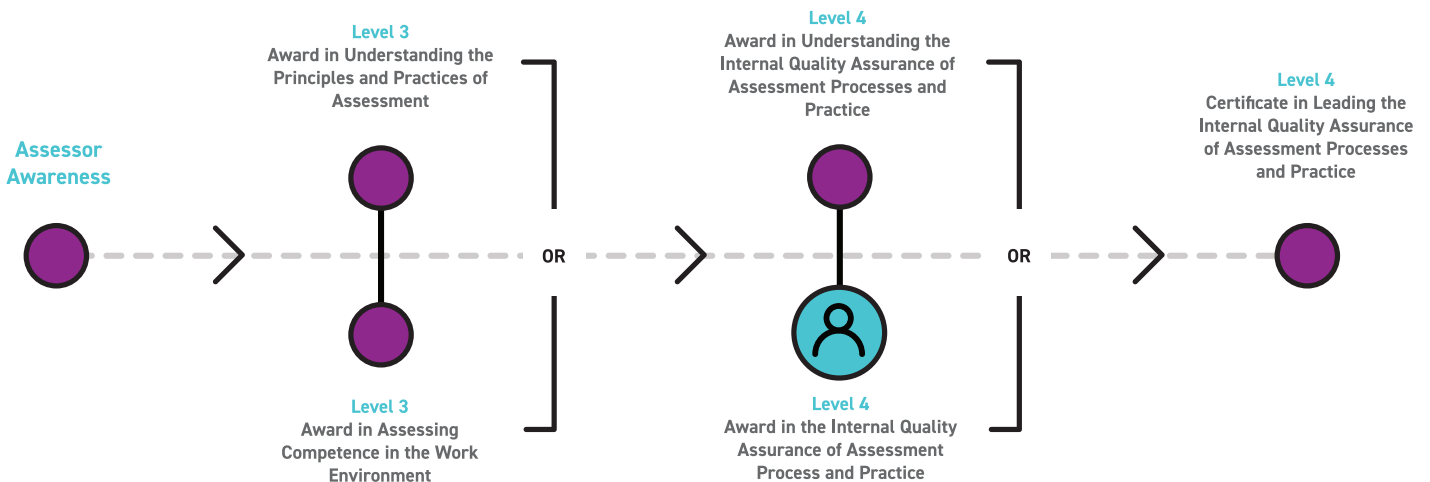 Assessor
Awareness
Level 3
Award in Understanding the
Principles and Practices of
Assessment
Level 3
Award in Assessing
Competence in the Work
Environment
OR
Level 4
Award in Understanding the
Internal Quality Assurance of
Assessment Processes and
Practice
Level 4
Award in the Internal Quality
Assurance of Assessment
Process and Practice
OR
Level 4
Certificate in Leading the
Internal Quality Assurance
of Assessment Processes
and Practice